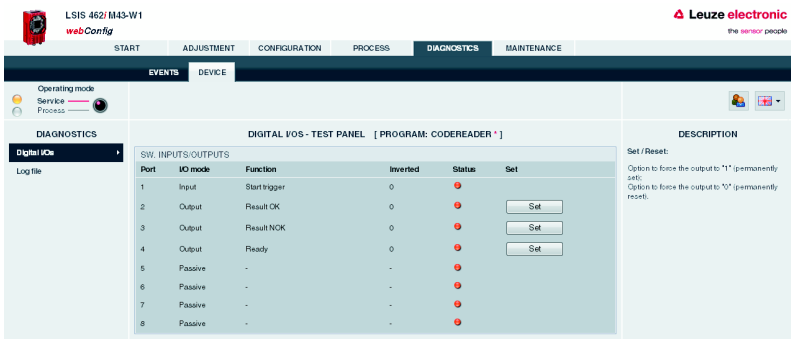 LSIS 462i M43-W1
webConfig
Leuze electronic
the sensor people
START ADJUSTMENT CONFIGURATION PROCESS DIAGNOSTICS MAINTENANCE
EVENTS DEVICE
Operating mode
Service
Process
DIAGNOSTICS
Digital I/Os
Log file
DIGITAL I/OS - TEST PANEL [ PROGRAM: CODEREADER * ]
SW. INPUTS/OUTPUTS
Port I/O mode Function Inverted Status Set
1 Input Start trigger 0
2 Output Result OK 0 Set
3 Output Result NOK 0 Set
4 Output Ready 0 Set
5 Passive - -
6 Passive - -
7 Passive - -
8 Passive - -
DESCRIPTION
Set / Reset:
Option to force the output to "1" (permanently
set);
Option to force the output to "0" (permanently
reset).